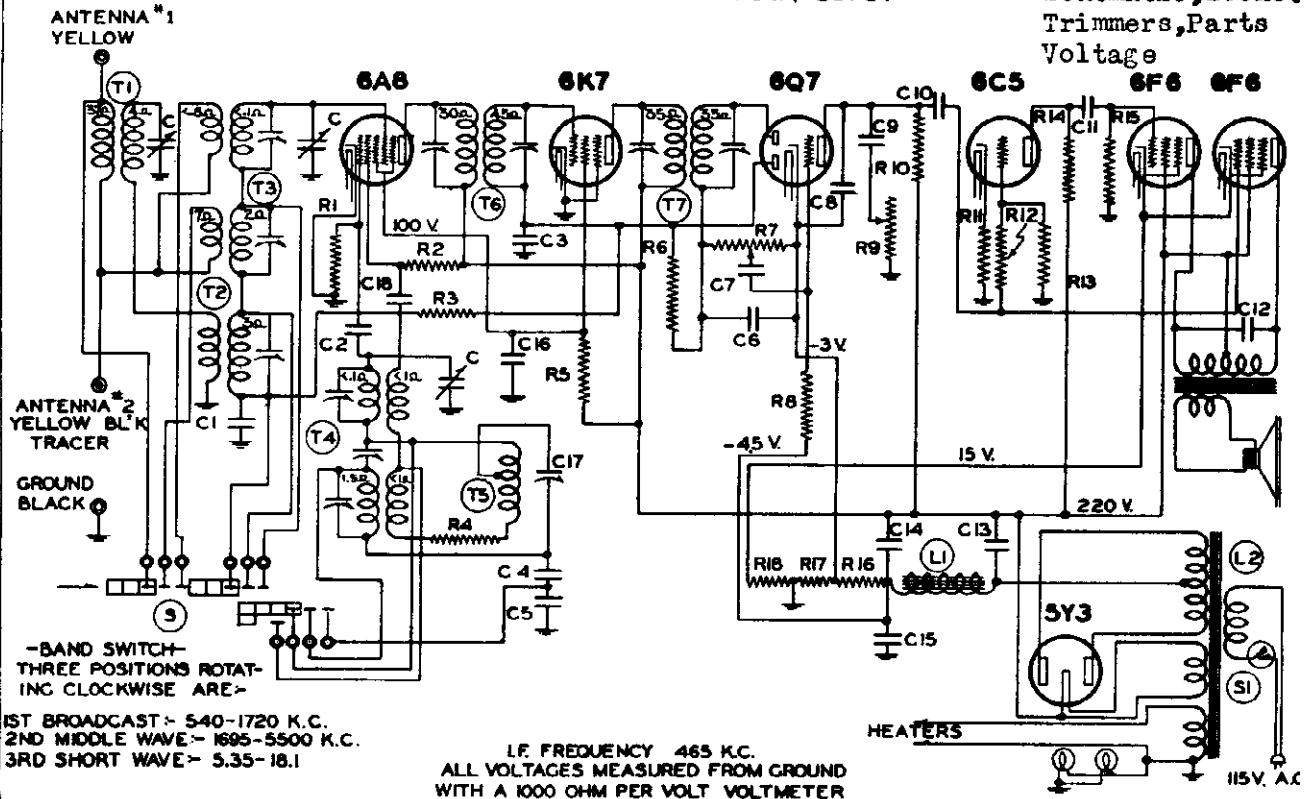 Trimmers,Parts
Voltage
ANTENNA #1
YELLOW
6A8
6K7
6Q7
6C5
6F6
6F6
T1
C
T3
C
T2
T6
T7
T4
T5
R1
100 V.
R2
C3
C18
R3
C2
C16
C
R5
R6
R7
C7
C6
C8
C9
R10
R9
C10
R11
R12
R14
R13
C11
R15
C12
-3 V.
R8
-45 V.
15 V.
220 V.
ANTENNA #2
YELLOW BL'K
TRACER
C1
GROUND
BLACK
C17
R4
C4
C5
C14
C13
L1
R18
R17
R16
C15
5Y3
L2
S1
S
HEATERS
115V. A.C
-BAND SWITCH-
THREE POSITIONS ROTAT-
ING CLOCKWISE ARE:-
1ST BROADCAST:- 540-1720 K.C.
2ND MIDDLE WAVE:- 1695-5500 K.C.
3RD SHORT WAVE:- 5.35-18.1
I.F. FREQUENCY 465 K.C.
ALL VOLTAGES MEASURED FROM GROUND
WITH A 1000 OHM PER VOLT VOLTMETER